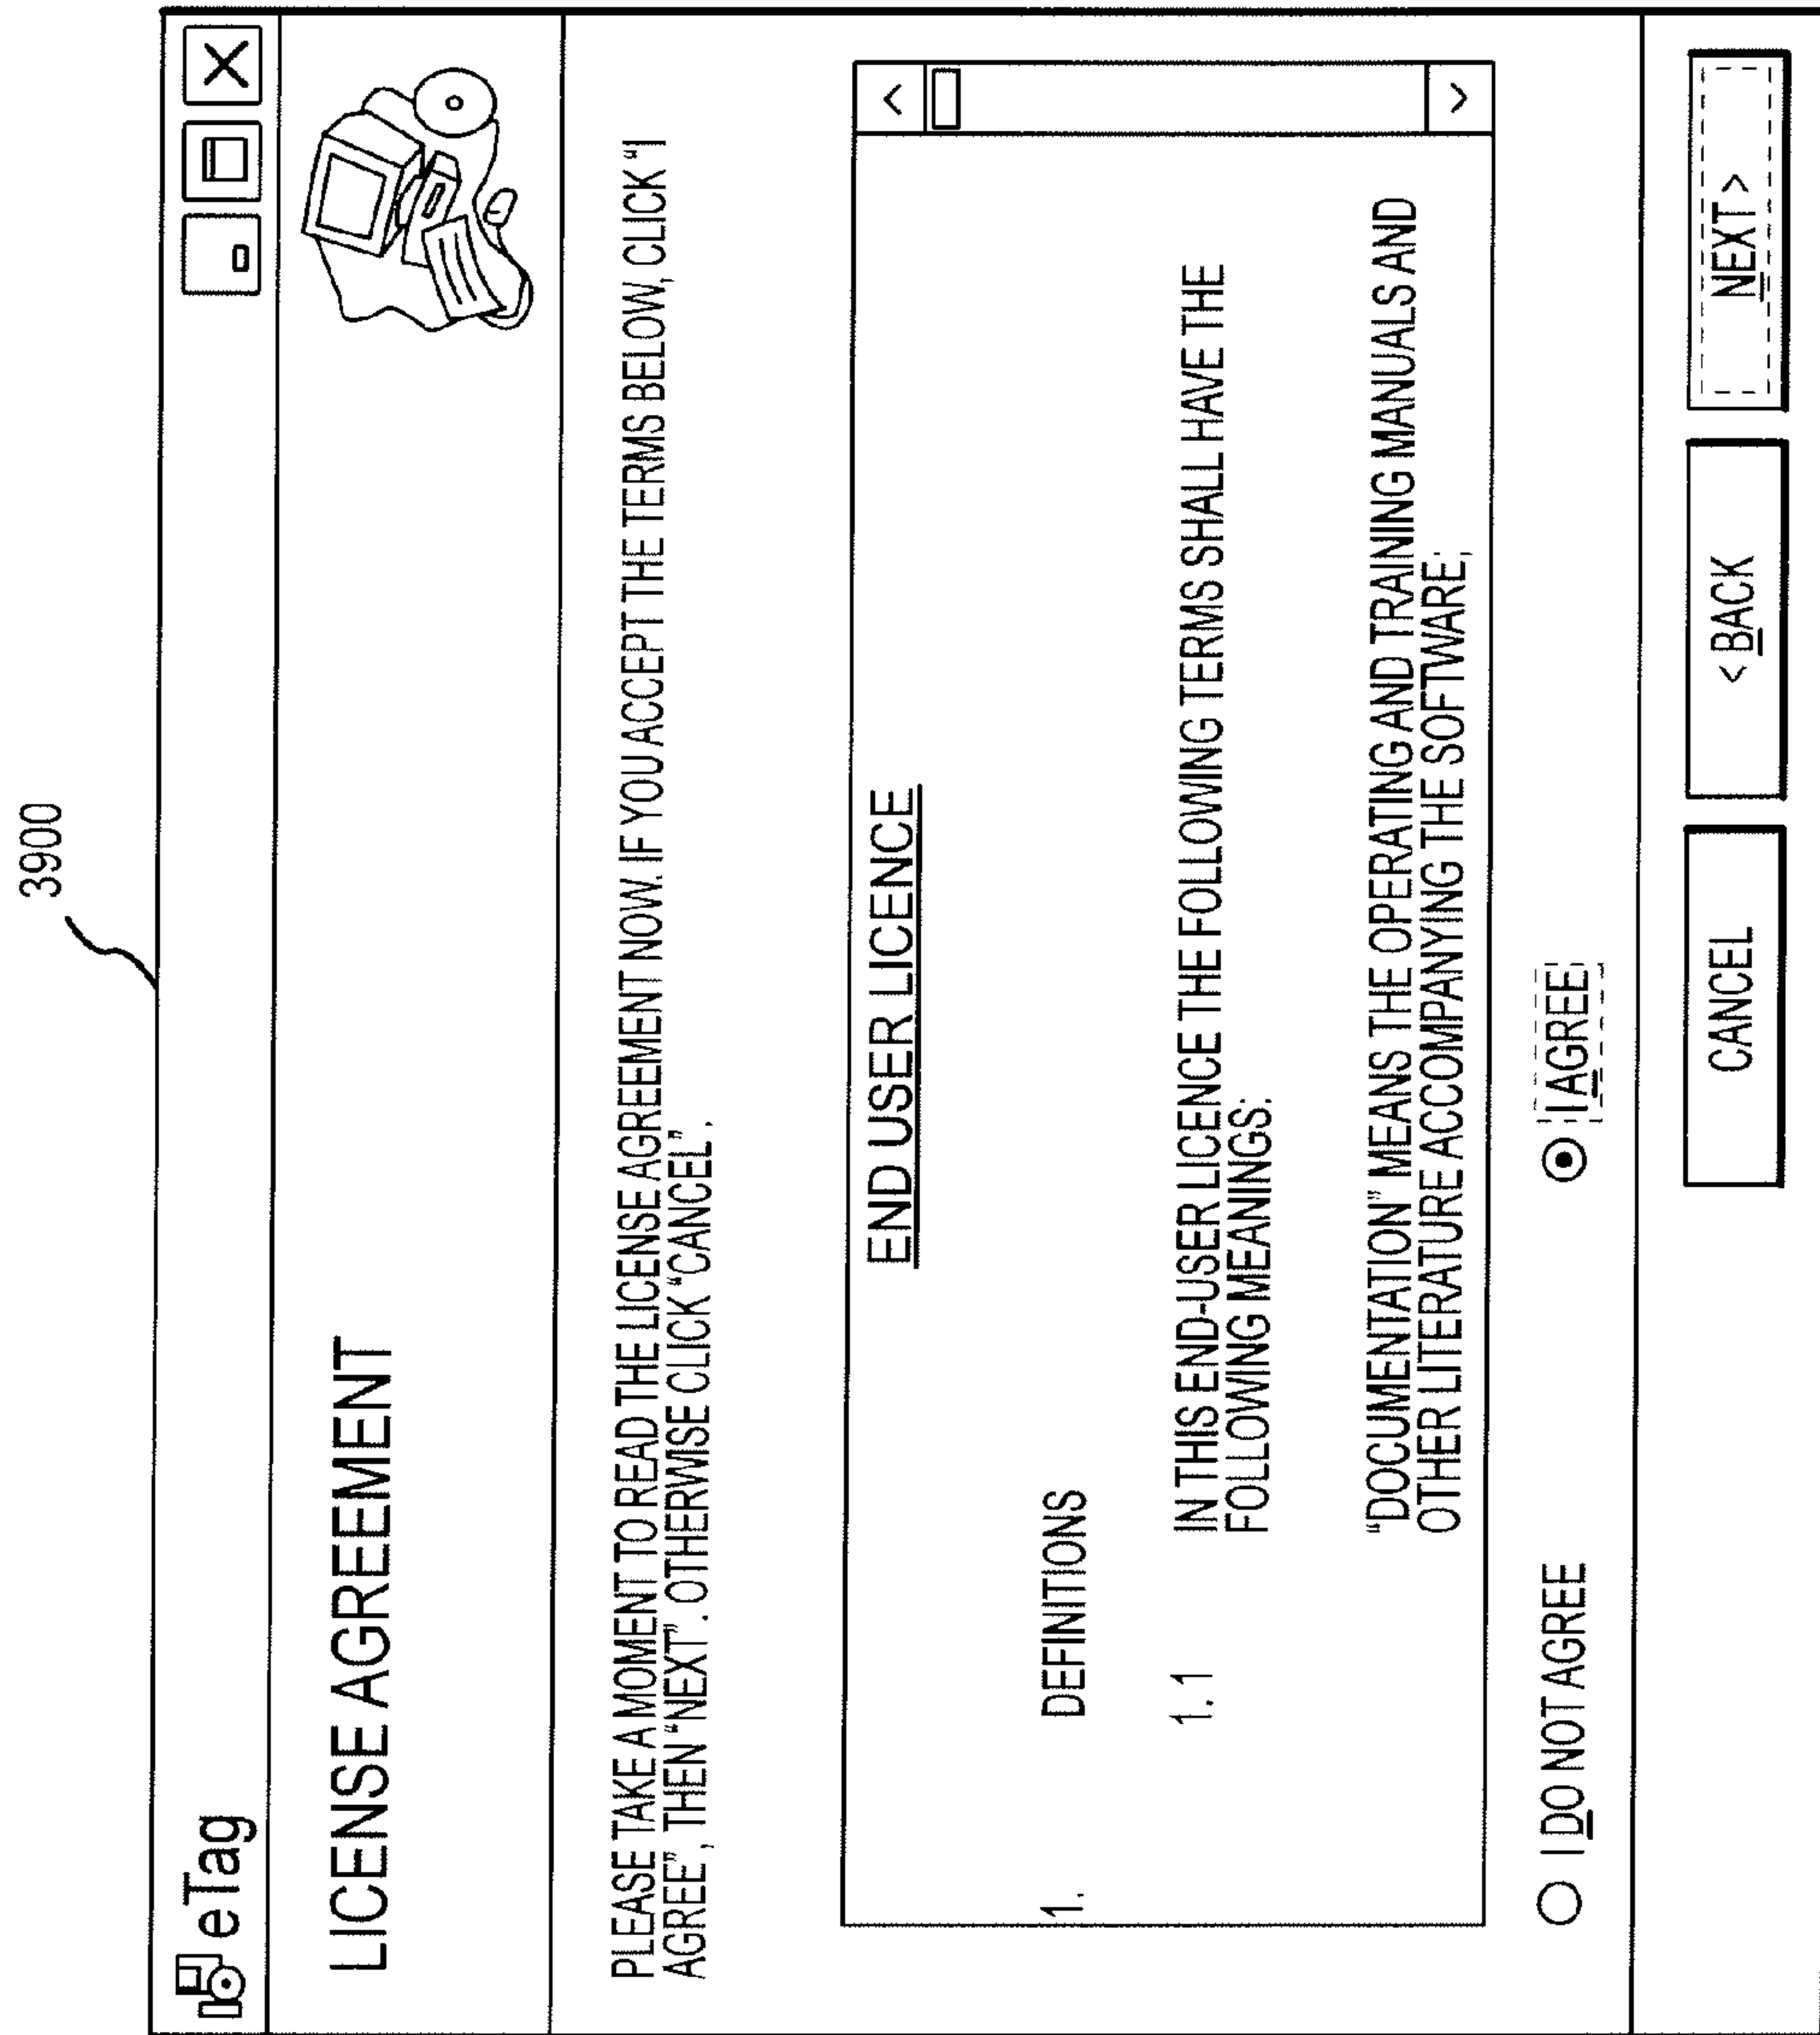 3900
eTag
LICENSE AGREEMENT
PLEASE TAKE A MOMENT TO READ THE LICENSE AGREEMENT NOW. IF YOU ACCEPT THE TERMS BELOW, CLICK "I
AGREE", THEN "NEXT". OTHERWISE CLICK "CANCEL".
END USER LICENCE
1. DEFINITIONS
1.1 IN THIS END-USER LICENCE THE FOLLOWING TERMS SHALL HAVE THE
FOLLOWING MEANINGS:
"DOCUMENTATION" MEANS THE OPERATING AND TRAINING MANUALS AND
OTHER LITERATURE ACCOMPANYING THE SOFTWARE;
I DO NOT AGREE I AGREE
CANCEL < BACK NEXT >